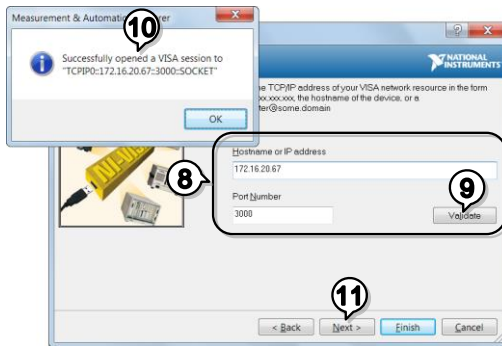 Measurement & Automation Explorer
10
Successfully opened a VISA session to
"TCPIP0::172.16.20.67::3000::SOCKET"
OK
NATIONAL
INSTRUMENTS
TCP/IP address of your VISA network resource in the form
xx.xxx.xxx, the hostname of the device, or a
@some.domain
Hostname or IP address
8
172.16.20.67
9
Port Number
3000
Validate
11
< Back
Next >
Finish
Cancel